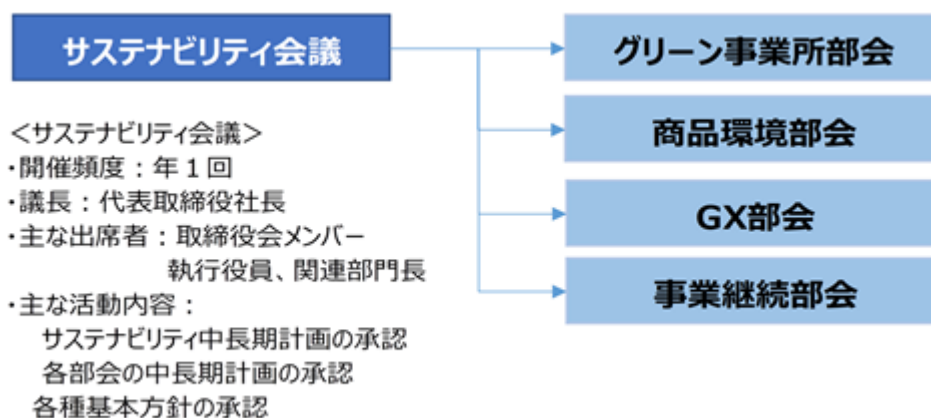 サステナビリティ会議
グリーン事業所部会
商品環境部会
GX部会
事業継続部会
<サステナビリティ会議>
・開催頻度：年１回
・議長：代表取締役社長
・主な出席者：取締役会メンバー
執行役員、関連部門長
・主な活動内容：
サステナビリティ中長期計画の承認
各部会の中長期計画の承認
各種基本方針の承認